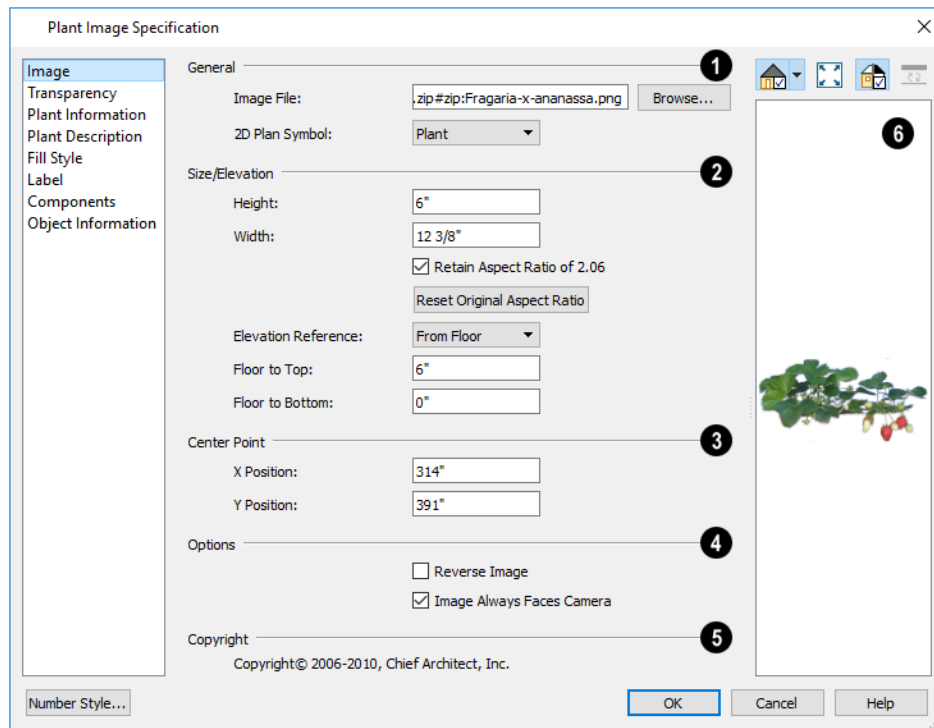 Plant Image Specification
Image
Transparency
Plant Information
Plant Description
Fill Style
Label
Components
Object Information
General
1
Image File: .zip#zip:Fragaria-x-ananassa.png Browse...
2D Plan Symbol: Plant
Size/Elevation
2
Height: 6"
Width: 12 3/8"
Retain Aspect Ratio of 2.06
Reset Original Aspect Ratio
Elevation Reference: From Floor
Floor to Top: 6"
Floor to Bottom: 0"
Center Point
3
X Position: 314"
Y Position: 391"
Options
4
Reverse Image
Image Always Faces Camera
Copyright
5
Copyright© 2006-2010, Chief Architect, Inc.
6
Number Style... OK Cancel Help